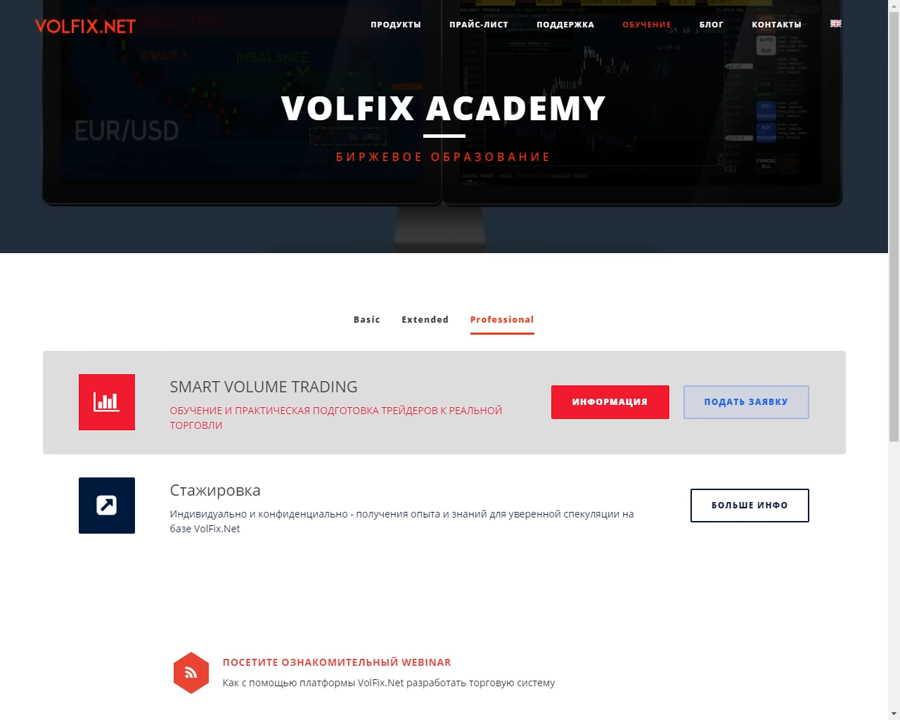 VOLFIX.NET
ПРОДУКТЫ
ПРАЙС-ЛИСТ
ПОДДЕРЖКА
ОБУЧЕНИЕ
БЛОГ
КОНТАКТЫ
VWAP
IMBALANCE
EUR/USD
VOLFIX ACADEMY
БИРЖЕВОЕ ОБРАЗОВАНИЕ
Basic
Extended
Professional
SMART VOLUME TRADING
ОБУЧЕНИЕ И ПРАКТИЧЕСКАЯ ПОДГОТОВКА ТРЕЙДЕРОВ К РЕАЛЬНОЙ
ТОРГОВЛИ
ИНФОРМАЦИЯ
ПОДАТЬ ЗАЯВКУ
Стажировка
Индивидуально и конфиденциально - получения опыта и знаний для уверенной спекуляции на
базе VolFix.Net
БОЛЬШЕ ИНФО
ПОСЕТИТЕ ОЗНАКОМИТЕЛЬНЫЙ WEBINAR
Как с помощью платформы VolFix.Net разработать торговую систему